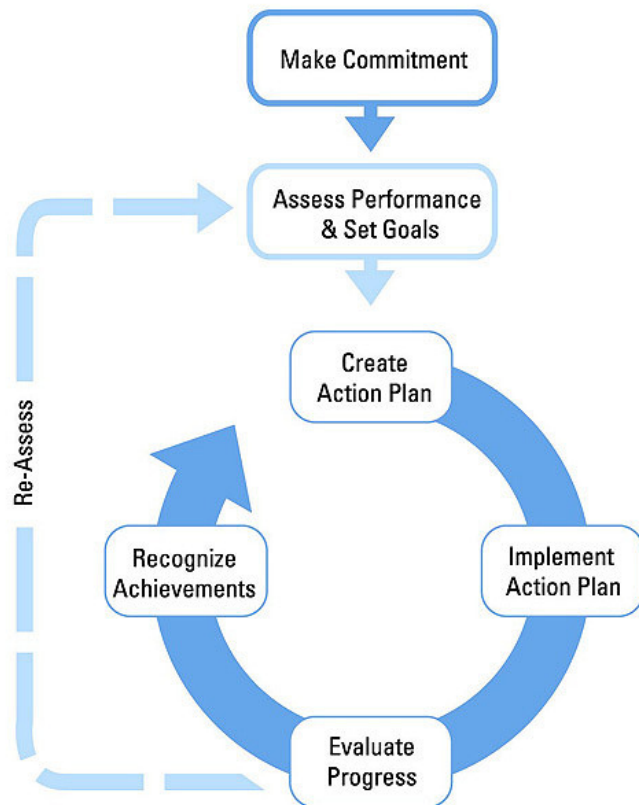 Make Commitment
Assess Performance
& Set Goals
Create
Action Plan
Re-Assess
Recognize
Achievements
Implement
Action Plan
Evaluate
Progress